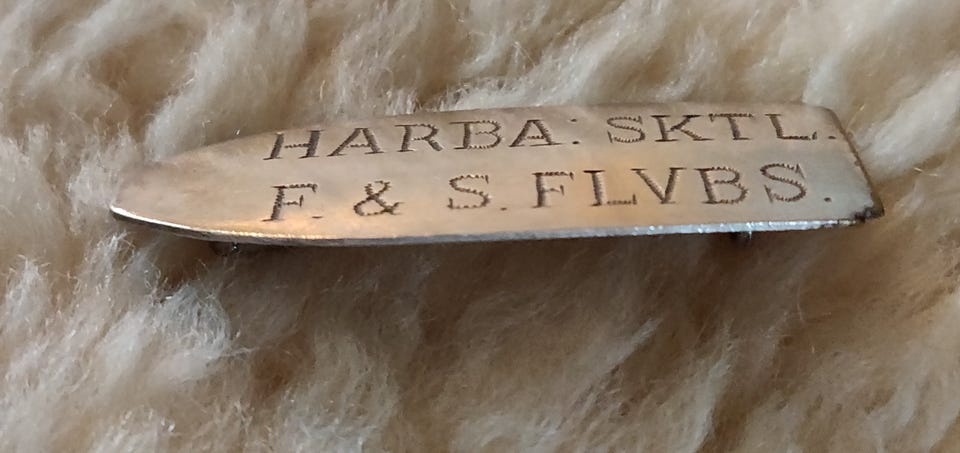 HARBA: SKTL.
F. & S. FLVBS.